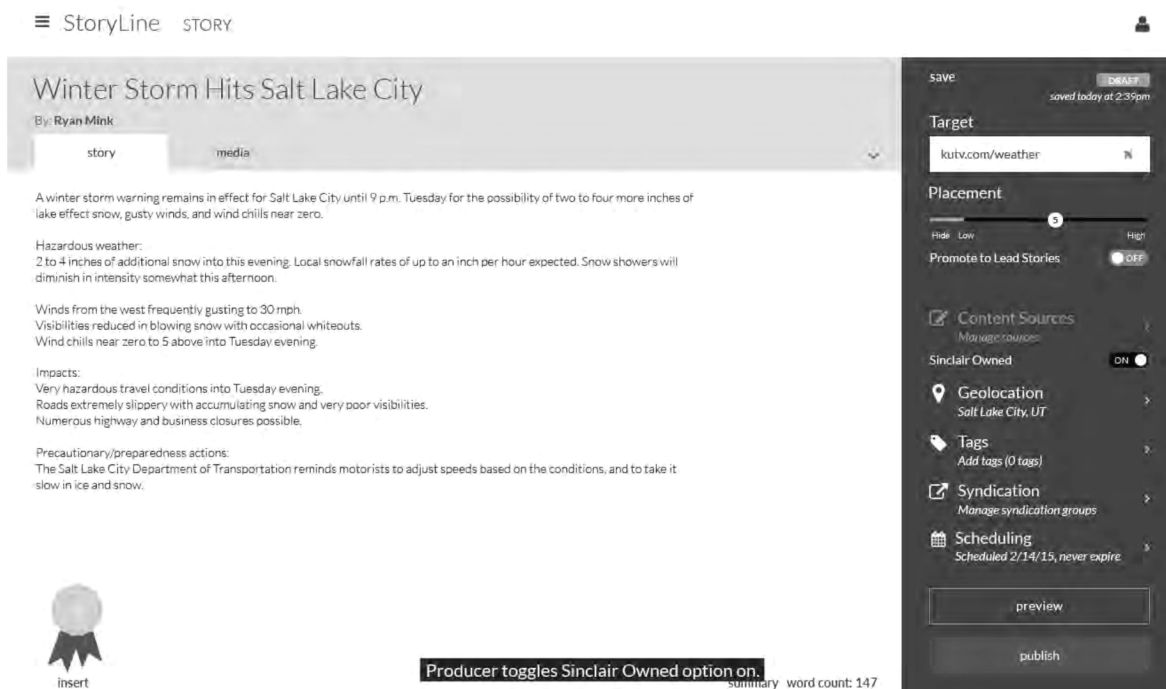 StoryLine STORY
Winter Storm Hits Salt Lake City
By: Ryan Mink
story media
A winter storm warning remains in effect for Salt Lake City until 9 p.m. Tuesday for the possibility of two to four more inches of
lake effect snow, gusty winds, and wind chills near zero.
Hazardous weather:
2 to 4 inches of additional snow into this evening. Local snowfall rates of up to an inch per hour expected. Snow showers will
diminish in intensity somewhat this afternoon.
Winds from the west frequently gusting to 30 mph.
Visibilities reduced in blowing snow with occasional whiteouts.
Wind chills near zero to 5 above into Tuesday evening.
Impacts:
Very hazardous travel conditions into Tuesday evening.
Roads extremely slippery with accumulating snow and very poor visibilities.
Numerous highway and business closures possible.
Precautionary/preparedness actions:
The Salt Lake City Department of Transportation reminds motorists to adjust speeds based on the conditions, and to take it
slow in ice and snow.
insert
Producer toggles Sinclair Owned option on.
summary word count: 147
save DRAFT
saved today at 2:39pm
Target
kutv.com/weather
Placement
5
Hide Low High
Promote to Lead Stories OFF
Content Sources
Manage sources
Sinclair Owned ON
Geolocation
Salt Lake City, UT
Tags
Add tags (0 tags)
Syndication
Manage syndication groups
Scheduling
Scheduled 2/14/15, never expire
preview
publish